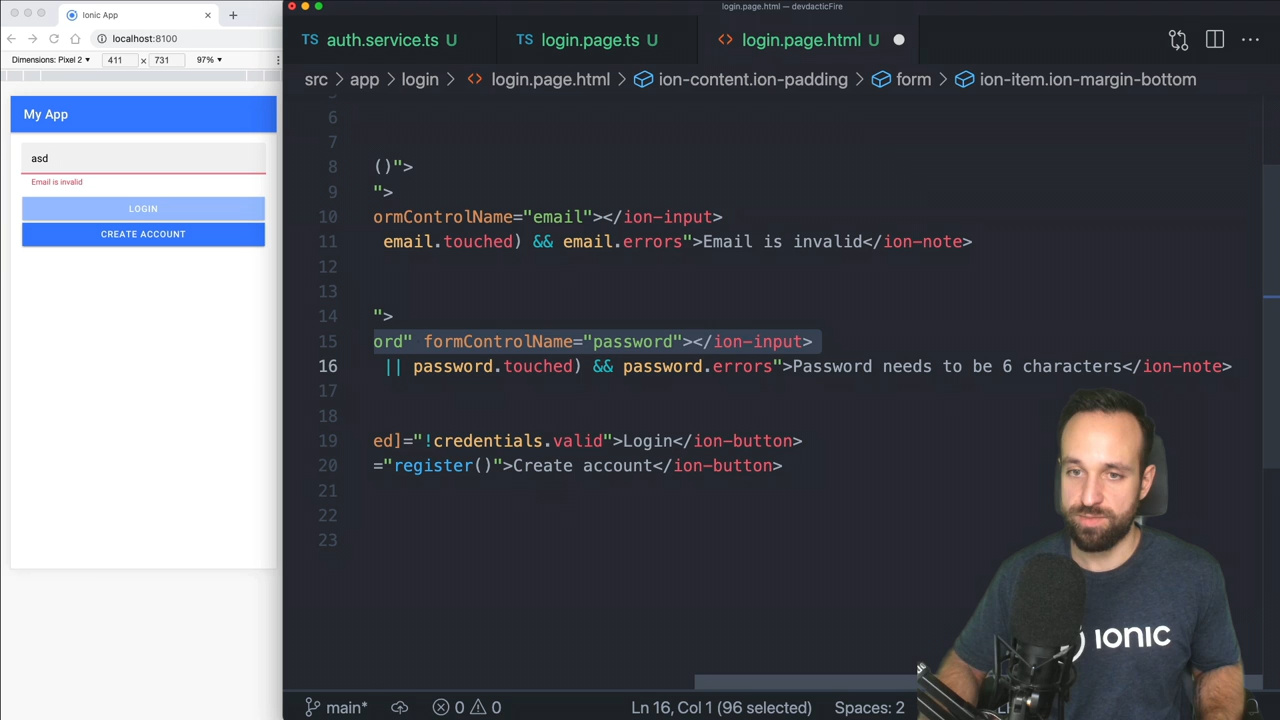 login.page.html — devdacticFire
Ionic App
localhost:8100
Dimensions: Pixel 2
411
×
731
97%
My App
asd
Email is invalid
LOGIN
CREATE ACCOUNT
TS auth.service.ts U
TS login.page.ts U
<> login.page.html U
src > app > login > <> login.page.html > ion-content.ion-padding > form > ion-item.ion-margin-bottom
6
7
8 ()">
9 ">
10 ormControlName="email"></ion-input>
11 email.touched) && email.errors">Email is invalid</ion-note>
12
13
14 ">
15 ord" formControlName="password"></ion-input>
16 || password.touched) && password.errors">Password needs to be 6 characters</ion-note>
17
18
19 ed]="!credentials.valid">Login</ion-button>
20 ="register()">Create account</ion-button>
21
22
23
ionic
main*
0
0
Ln 16, Col 1 (96 selected)
Spaces: 2